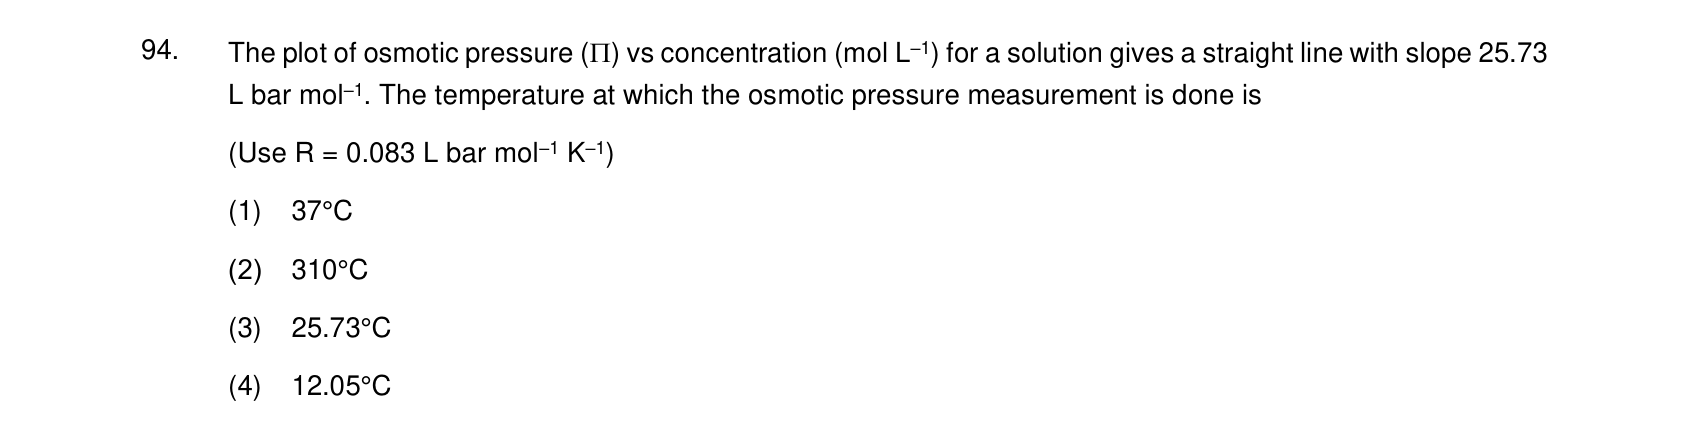 94. The plot of osmotic pressure (Π) vs concentration (mol L⁻¹) for a solution gives a straight line with slope 25.73
L bar mol⁻¹. The temperature at which the osmotic pressure measurement is done is
(Use R = 0.083 L bar mol⁻¹ K⁻¹)
(1) 37°C
(2) 310°C
(3) 25.73°C
(4) 12.05°C